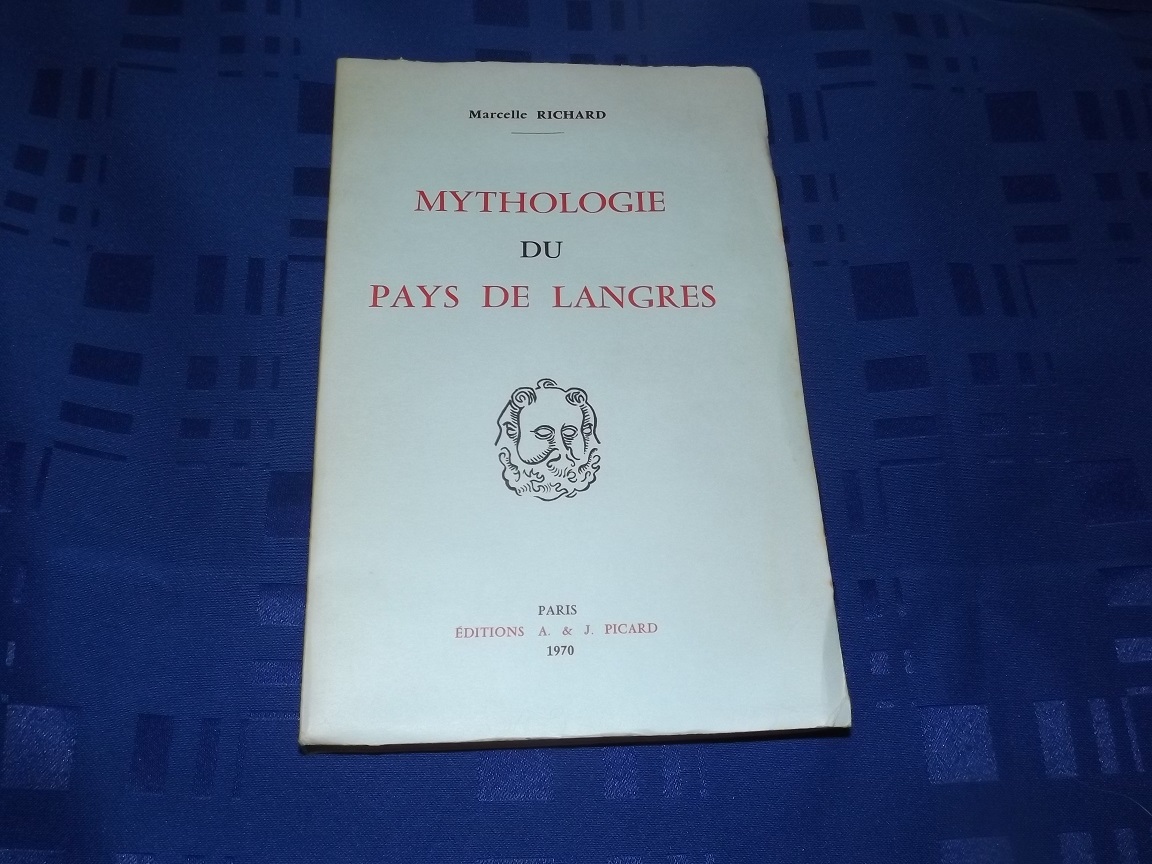 Marcelle RICHARD
MYTHOLOGIE
DU
PAYS DE LANGRES
PARIS
ÉDITIONS A. & J. PICARD
1970